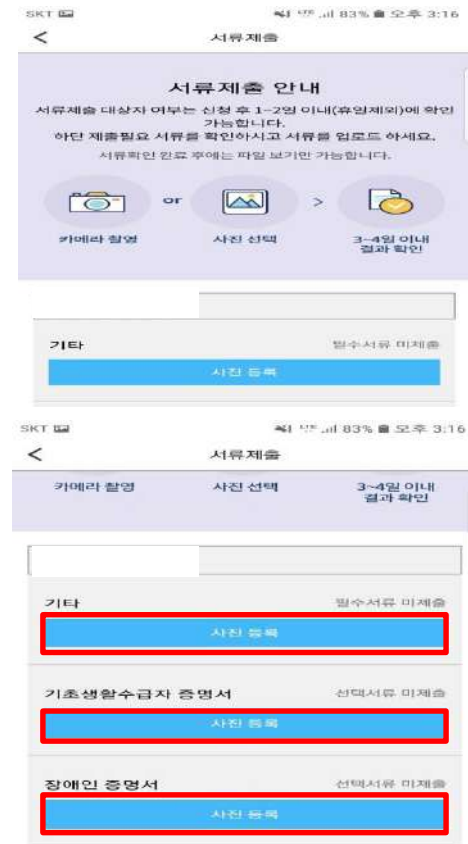 SKT 83% 오후 3:16
< 서류제출
서류제출 안내
서류제출 대상자 여부는 신청 후 1~2일 이내(휴일제외)에 확인
가능합니다.
하단 제출필요 서류를 확인하시고 서류를 업로드 하세요.
서류확인 완료 후에는 파일 보기만 가능합니다.
or >
카메라 촬영 사진 선택 3~4일 이내
결과 확인
기타 필수서류 미제출
사진 등록
SKT 83% 오후 3:16
< 서류제출
카메라 촬영 사진 선택 3~4일 이내
결과 확인
기타 필수서류 미제출
사진 등록
기초생활수급자 증명서 선택서류 미제출
사진 등록
장애인 증명서 선택서류 미제출
사진 등록